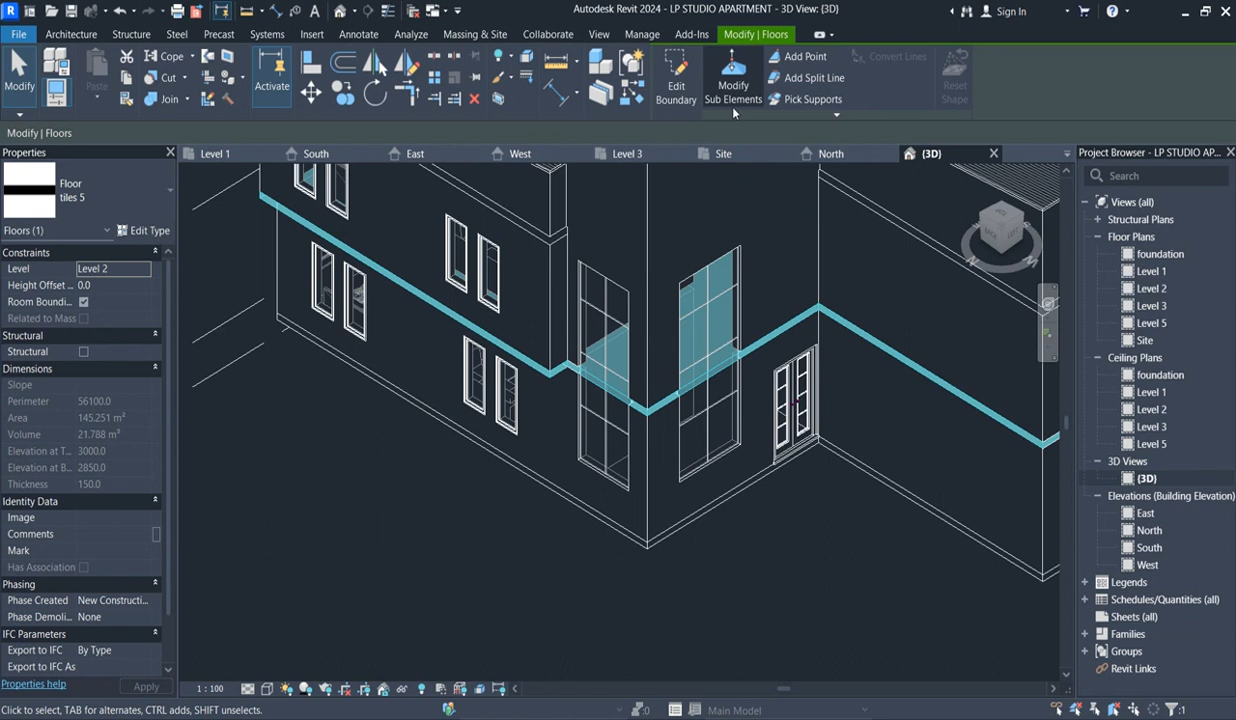 Autodesk Revit 2024 - LP STUDIO APARTMENT - 3D View: {3D}
Sign In
File
Architecture
Structure
Steel
Precast
Systems
Insert
Annotate
Analyze
Massing & Site
Collaborate
View
Manage
Add-Ins
Modify | Floors
Modify
Paste
Cope
Cut
Join
Activate
Edit
Boundary
Modify
Sub Elements
Add Point
Add Split Line
Pick Supports
Convert Lines
Reset
Shape
Modify | Floors
Properties
Level 1
South
East
West
Level 3
Site
North
{3D}
Project Browser - LP STUDIO AP...
Floor
tiles 5
Floors (1)
Edit Type
Constraints
Level
Level 2
Height Offset ...
0.0
Room Boundi...
Related to Mass
Structural
Structural
Dimensions
Slope
Perimeter
56100.0
Area
145.251 m²
Volume
21.788 m³
Elevation at T...
3000.0
Elevation at B...
2850.0
Thickness
150.0
Identity Data
Image
Comments
Mark
Has Association
Phasing
Phase Created
New Constructi...
Phase Demoli...
None
IFC Parameters
Export to IFC
By Type
Export to IFC As
Properties help
Apply
Search
Views (all)
Structural Plans
Floor Plans
foundation
Level 1
Level 2
Level 3
Level 5
Site
Ceiling Plans
foundation
Level 1
Level 2
Level 3
Level 5
3D Views
{3D}
Elevations (Building Elevation)
East
North
South
West
Legends
Schedules/Quantities (all)
Sheets (all)
Families
Groups
Revit Links
1 : 100
Click to select, TAB for alternates, CTRL adds, SHIFT unselects.
:0
Main Model
:1